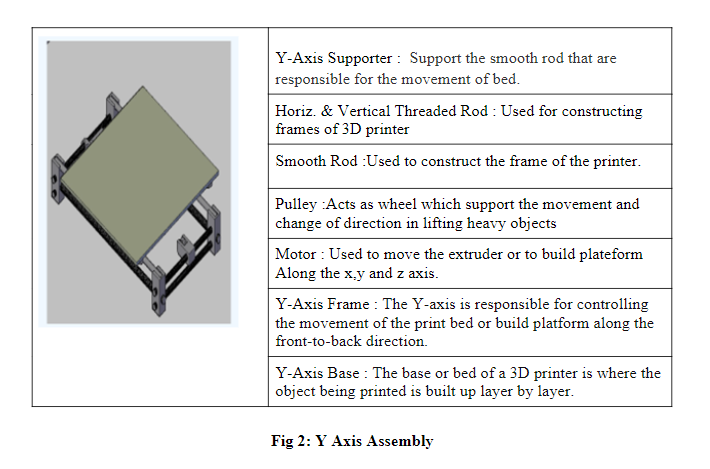 Y-Axis Supporter :  Support the smooth rod that are
responsible for the movement of bed.
Horiz. & Vertical Threaded Rod : Used for constructing
frames of 3D printer
Smooth Rod :Used to construct the frame of the printer.
Pulley :Acts as wheel which support the movement and
change of direction in lifting heavy objects
Motor : Used to move the extruder or to build plateform
Along the x,y and z axis.
Y-Axis Frame : The Y-axis is responsible for controlling
the movement of the print bed or build platform along the
front-to-back direction.
Y-Axis Base : The base or bed of a 3D printer is where the
object being printed is built up layer by layer.
Fig 2: Y Axis Assembly